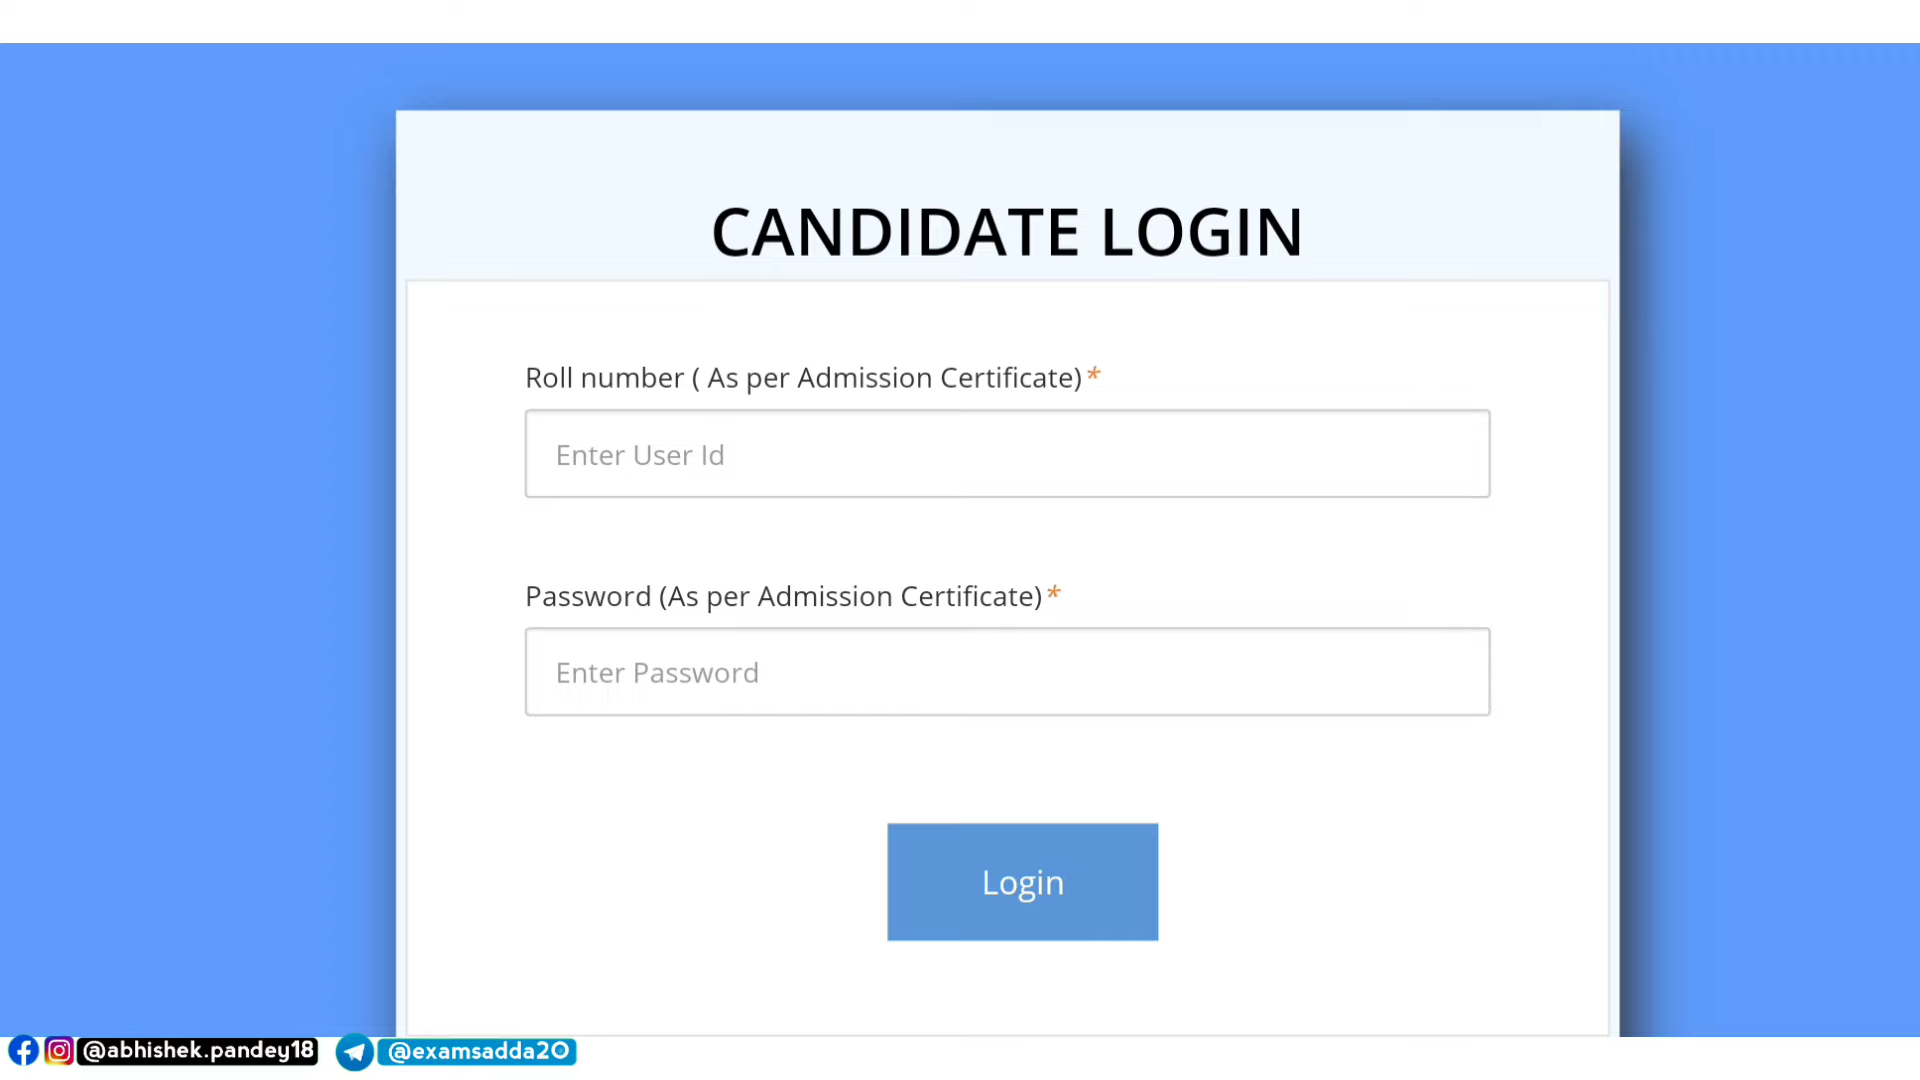 CANDIDATE LOGIN
Roll number ( As per Admission Certificate) *
Enter User Id
Password (As per Admission Certificate) *
Enter Password
Login
@abhishek.pandey18 @examsadda20